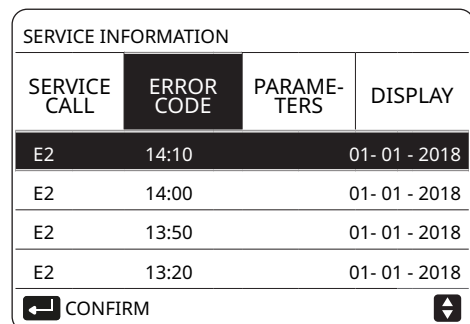 SERVICE INFORMATION
SERVICE CALL
ERROR CODE
PARAME-TERS
DISPLAY
E2 14:10 01- 01 - 2018
E2 14:00 01- 01 - 2018
E2 13:50 01- 01 - 2018
E2 13:20 01- 01 - 2018
CONFIRM